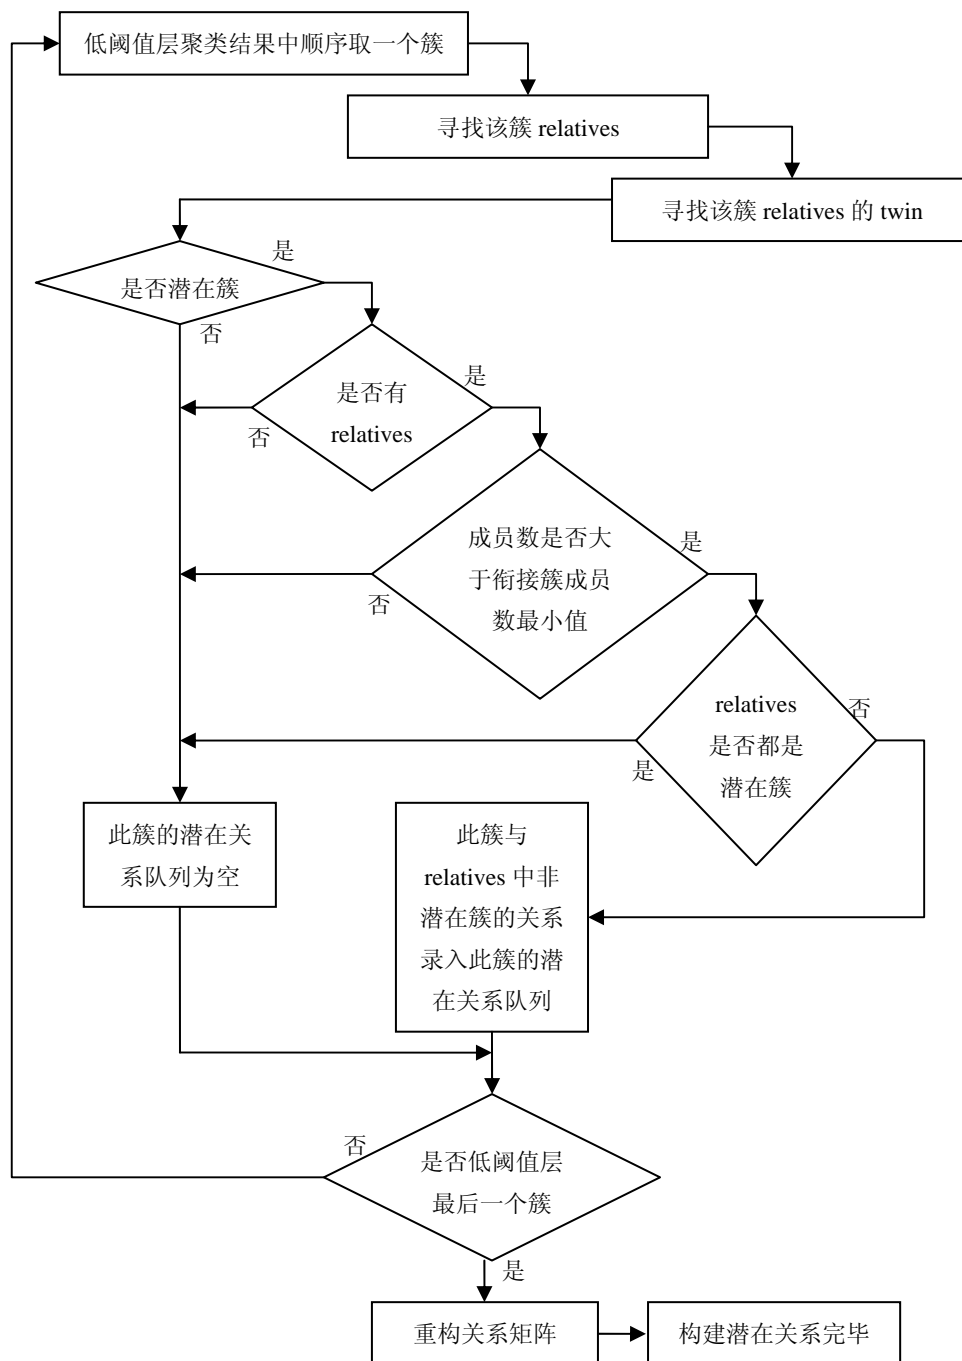 低阈值层聚类结果中顺序取一个簇
寻找该簇 relatives
寻找该簇 relatives 的 twin
是
是否潜在簇
否
是否有
relatives
是
否
成员数是否大
于衔接簇成员
数最小值
是
否
relatives
是否都是
潜在簇
否
是
此簇的潜在关
系队列为空
此簇与
relatives 中非
潜在簇的关系
录入此簇的潜
在关系队列
否
是否低阈值层
最后一个簇
是
重构关系矩阵
构建潜在关系完毕